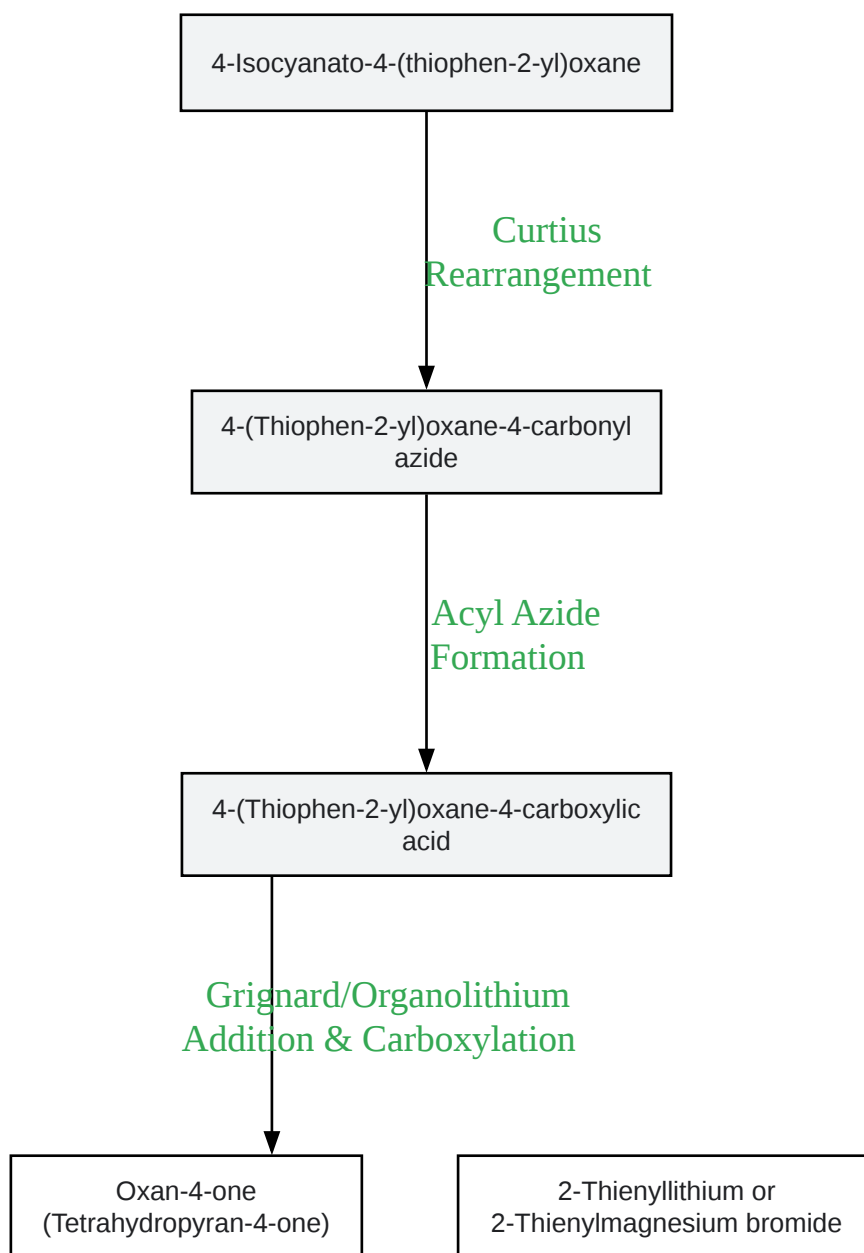 4-Isocyanato-4-(thiophen-2-yl)oxane
Curtius
Rearrangement
4-(Thiophen-2-yl)oxane-4-carbonyl
azide
Acyl Azide
Formation
4-(Thiophen-2-yl)oxane-4-carboxylic
acid
Grignard/Organolithium
Addition & Carboxylation
Oxan-4-one
(Tetrahydropyran-4-one)
2-Thienyllithium or
2-Thienylmagnesium bromide